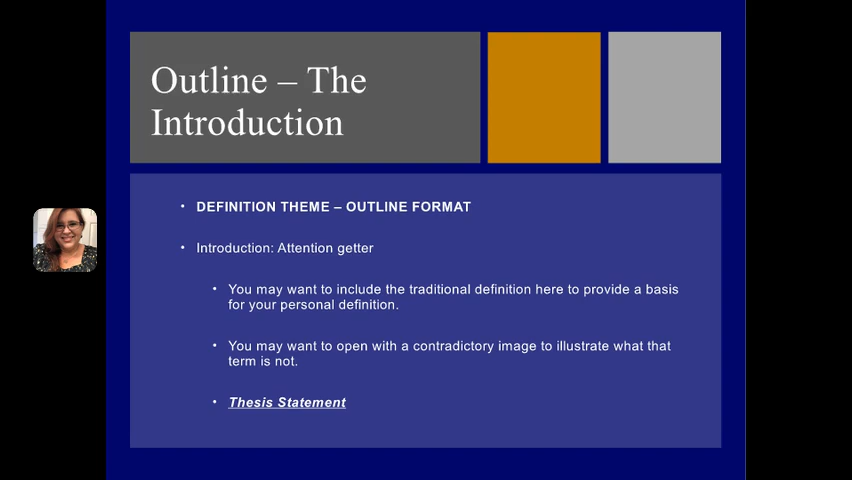 Outline – The
Introduction
• DEFINITION THEME – OUTLINE FORMAT
• Introduction: Attention getter
• You may want to include the traditional definition here to provide a basis
for your personal definition.
• You may want to open with a contradictory image to illustrate what that
term is not.
• Thesis Statement